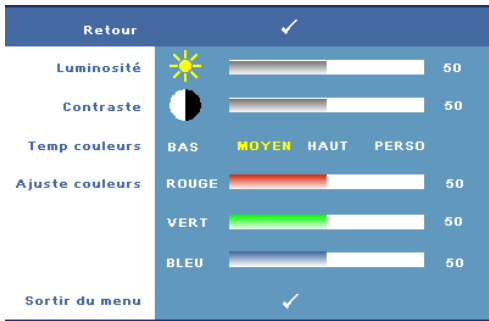 Retour
Luminosité 50
Contraste 50
Temp couleurs BAS MOYEN HAUT PERSO
Ajuste couleurs ROUGE 50
VERT 50
BLEU 50
Sortir du menu